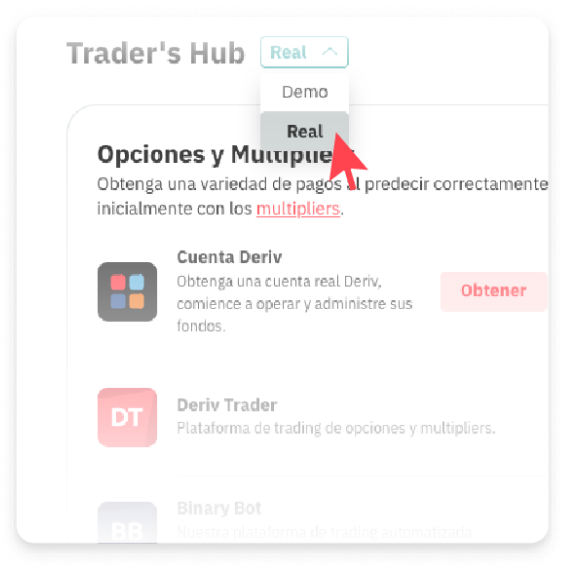 Trader's Hub Real
Demo
Real
Opciones y Multipliers
Obtenga una variedad de pagos al predecir correctamente
inicialmente con los multipliers.
Cuenta Deriv
Obtenga una cuenta real Deriv,
comience a operar y administre sus
fondos.
Obtener
DT
Deriv Trader
Plataforma de trading de opciones y multipliers.
BB
Binary Bot
Nuestra plataforma de trading automatizada